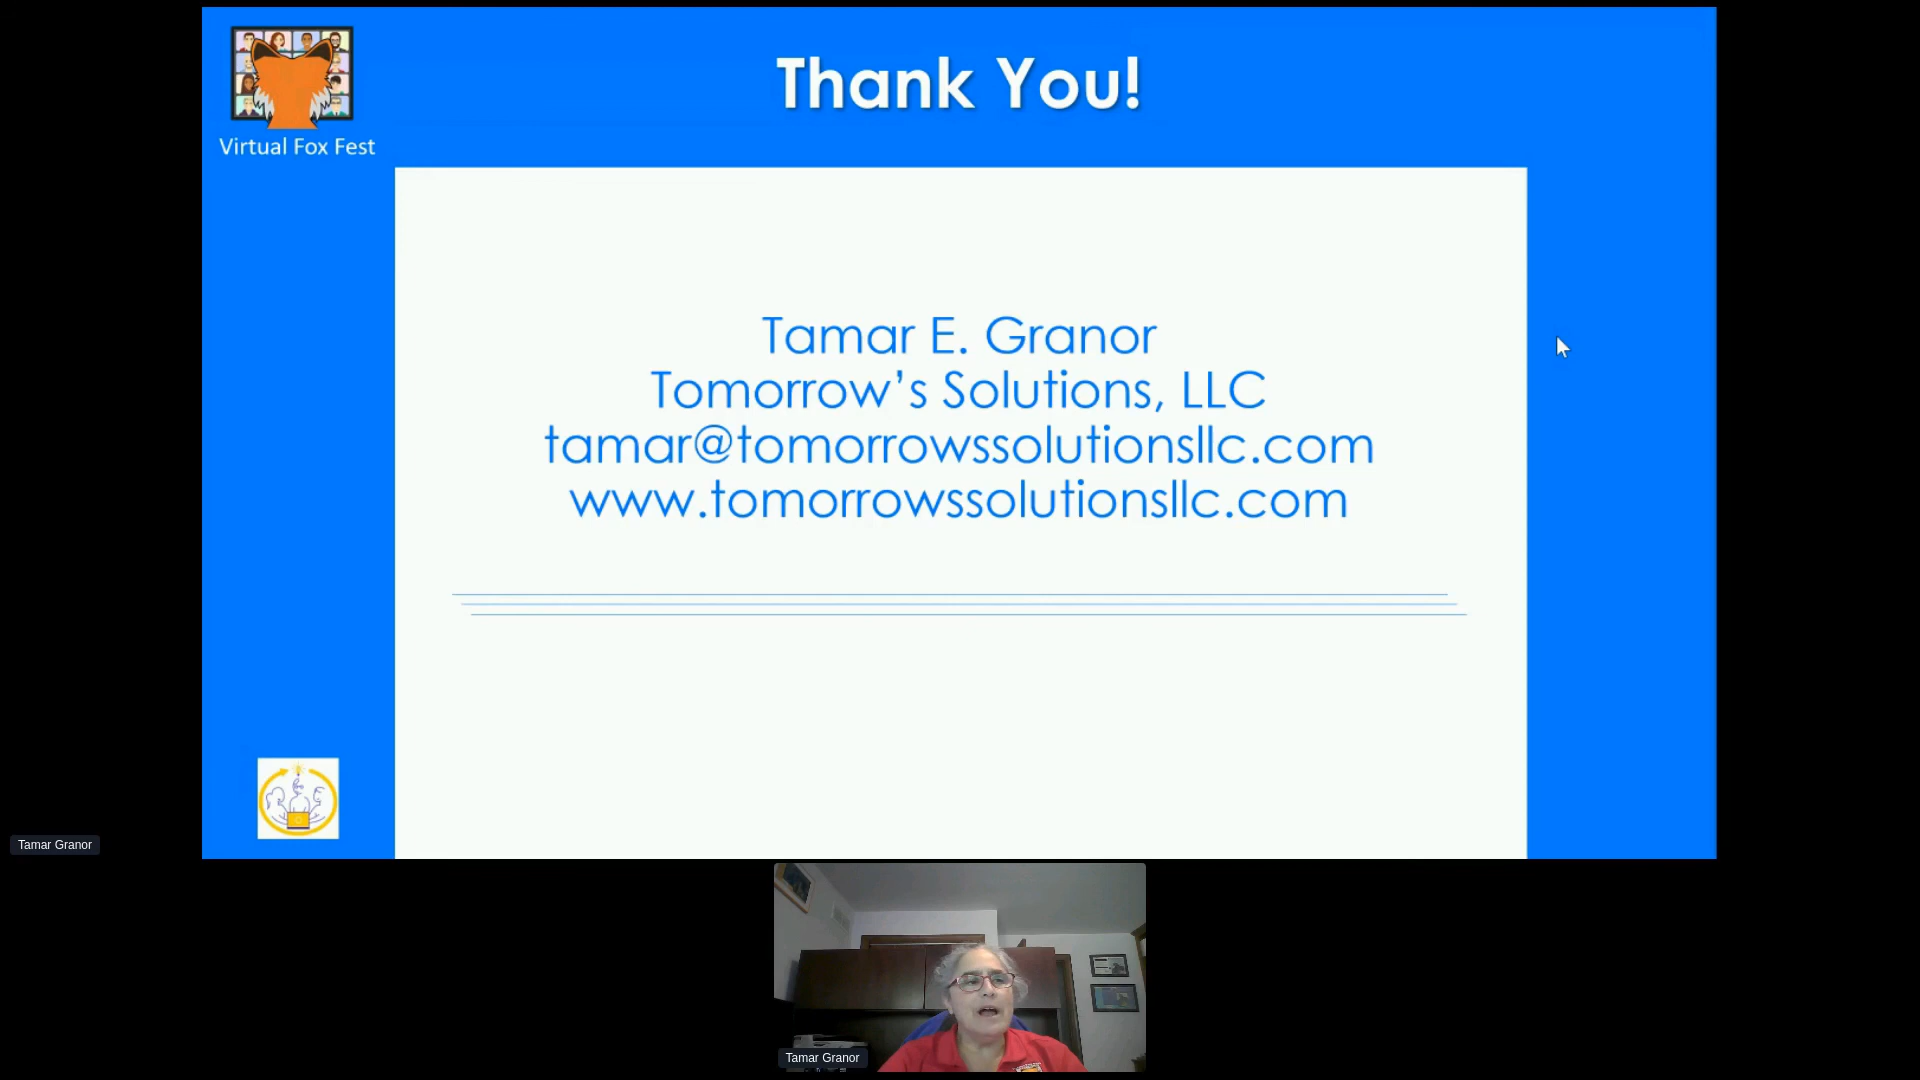 Thank You!
Virtual Fox Fest
Tamar E. Granor
Tomorrow’s Solutions, LLC
tamar@tomorrowssolutionsllc.com
www.tomorrowssolutionsllc.com
Tamar Granor
Tamar Granor